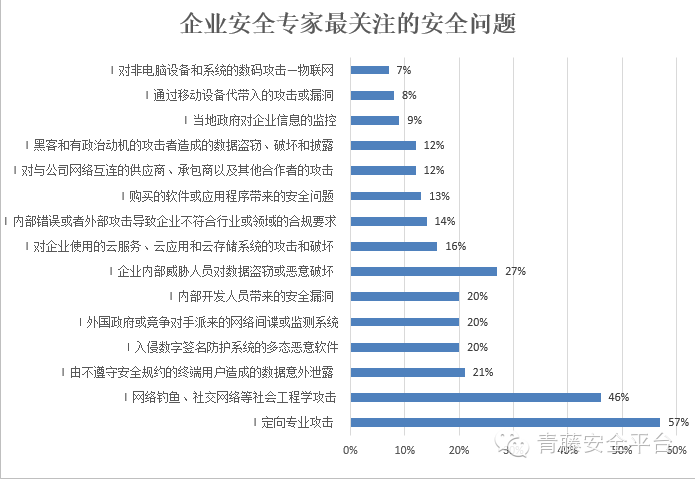 企业安全专家最关注的安全问题
l 对非电脑设备和系统的数码攻击—物联网 7%
l 通过移动设备代带入的攻击或漏洞 8%
l 当地政府对企业信息的监控 9%
l 黑客和有政治动机的攻击者造成的数据盗窃、破坏和披露 12%
l 对与公司网络互连的供应商、承包商以及其他合作者的攻击 12%
l 购买的软件或应用程序带来的安全问题 13%
l 内部错误或者外部攻击导致企业不符合行业或领域的合规要求 14%
l 对企业使用的云服务、云应用和云存储系统的攻击和破坏 16%
l 企业内部威胁人员对数据盗窃或恶意破坏 27%
l 内部开发人员带来的安全漏洞 20%
l 外国政府或竞争对手派来的网络间谍或监测系统 20%
l 入侵数字签名防护系统的多态恶意软件 20%
l 由不遵守安全规约的终端用户造成的数据意外泄露 21%
l 网络钓鱼、社交网络等社会工程学攻击 46%
l 定向专业攻击 57%
0% 10% 20% 30% 40% 50% 60%
青藤安全平台